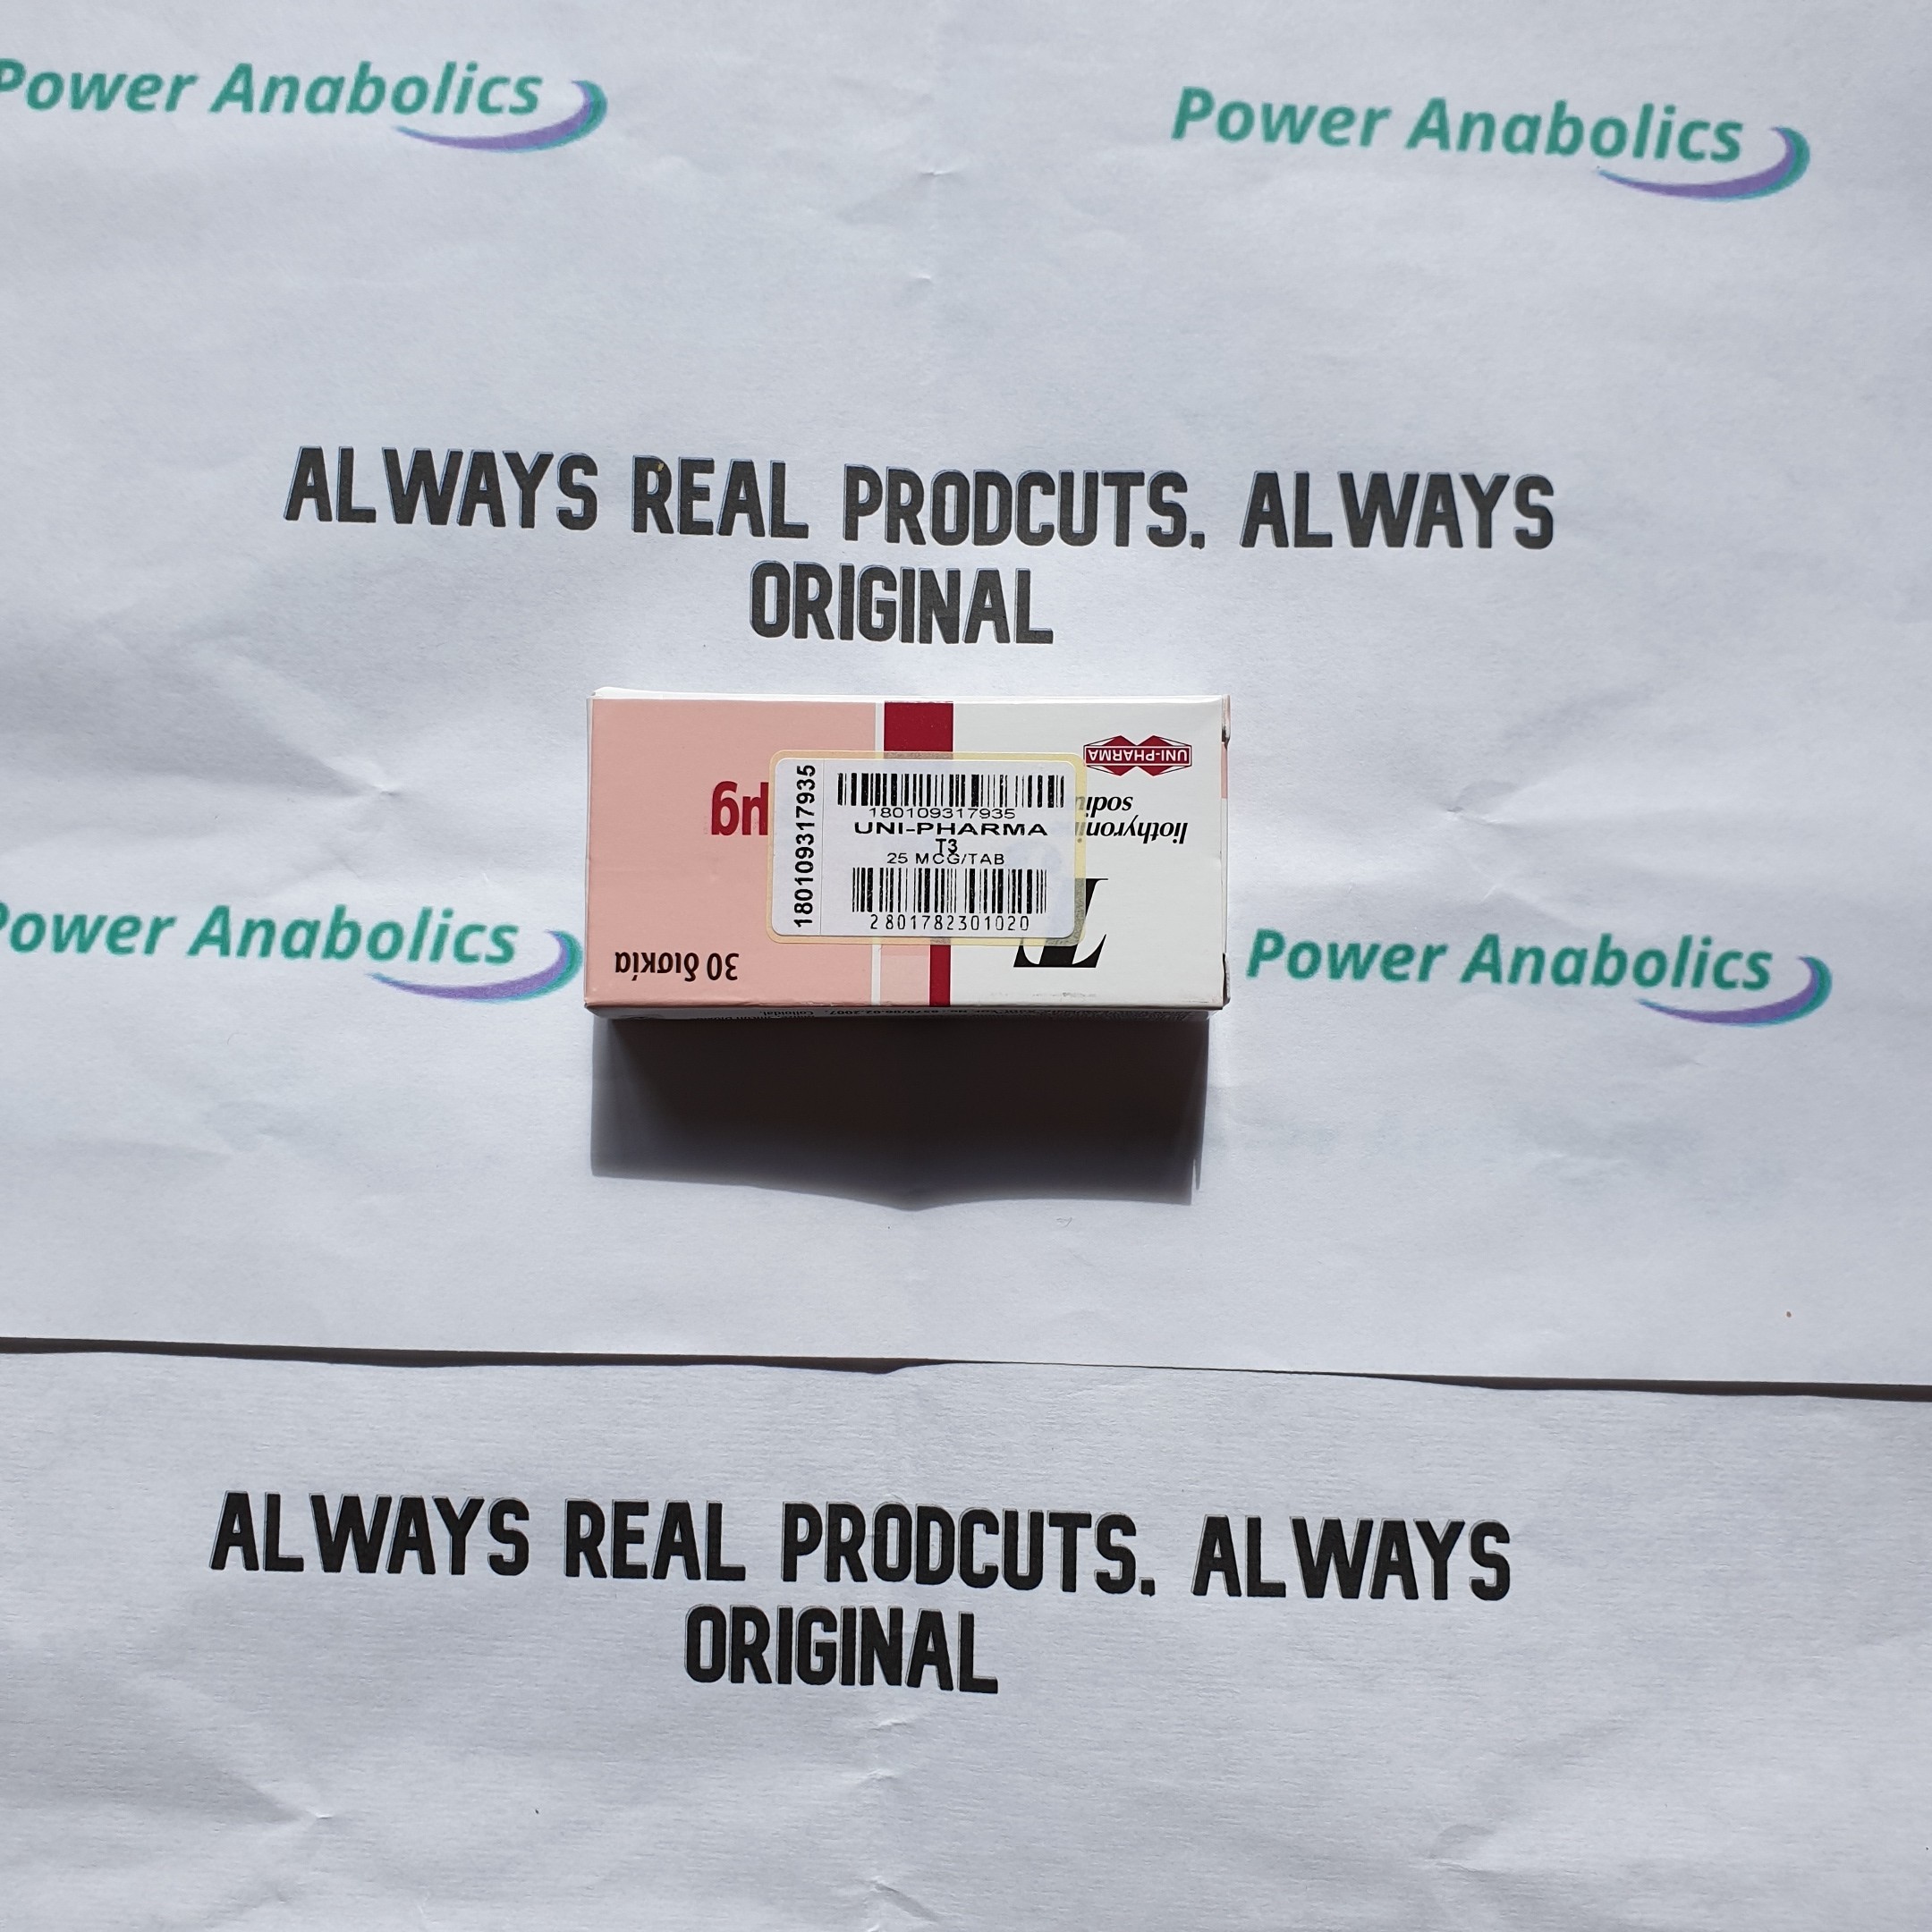 Power Anabolics
Power Anabolics
ALWAYS REAL PRODCUTS. ALWAYS
ORIGINAL
UNI-PHARMA
μg
180109317935
180109317935
UNI-PHARMA
T3
25 MCG/TAB
2801782301020
T
30 δισκία
Power Anabolics
Power Anabolics
ALWAYS REAL PRODCUTS. ALWAYS
ORIGINAL